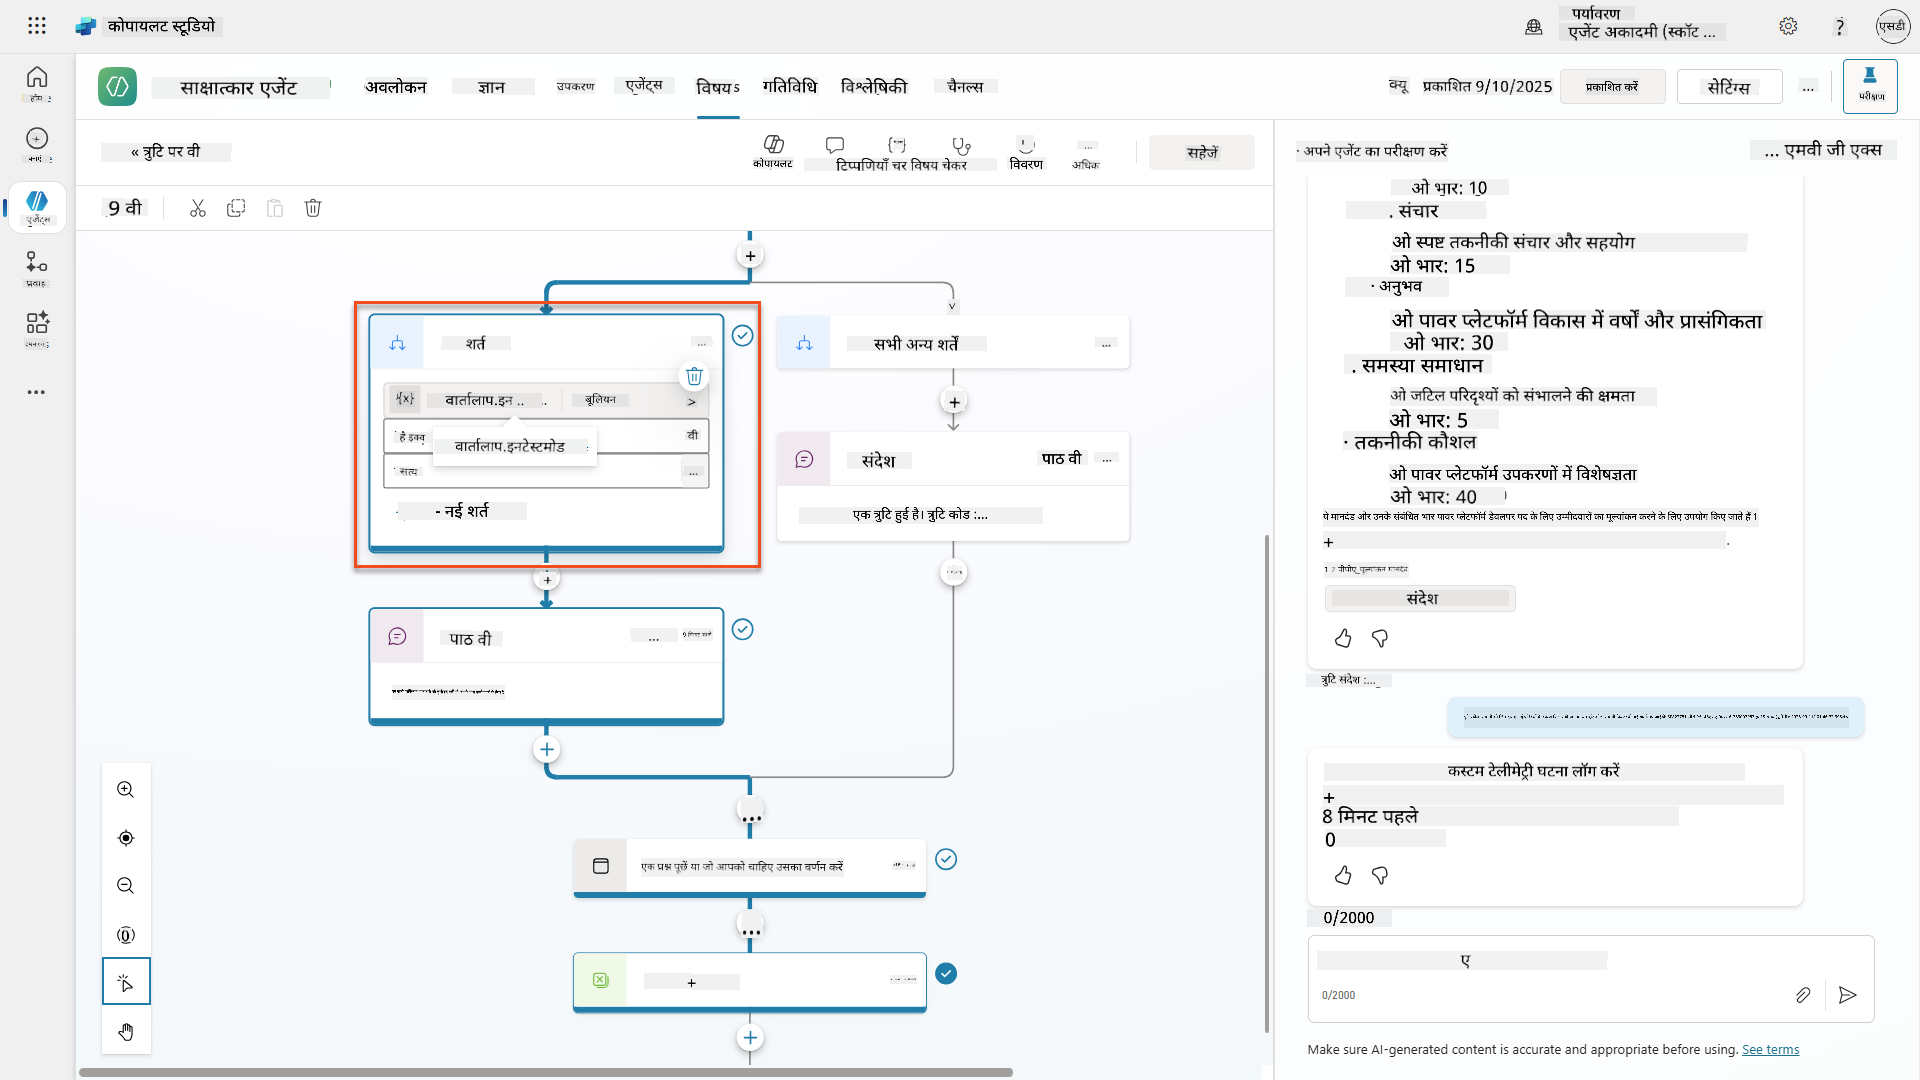 कोपायलट स्टूडियो
पर्यावरण
एजेंट अकादमी (स्कॉट ...
?
एसडी
होम
साक्षात्कार एजेंट
अवलोकन
ज्ञान
उपकरण
एजेंट्स
विषय s
गतिविधि
विश्लेषिकी
चैनल्स
क्यू
प्रकाशित 9/10/2025
प्रकाशित करें
सेटिंग्स
...
परीक्षण
« त्रुटि पर वी
कोपायलट
टिप्पणियाँ चर विषय चेकर
विवरण
अधिक
सहेजें
· अपने एजेंट का परीक्षण करें
... एमवी जी एक्स
9 वी
एजेंट्स
प्रवाह
शर्त
...
{x}
वार्तालाप.इन ..
बूलियन
>
वी
वार्तालाप.इनटेस्टमोड
सत्य
...
- नई शर्त
सभी अन्य शर्तें
...
संदेश
पाठ वी
...
एक त्रुटि हुई है। त्रुटि कोड :...
पाठ वी
...
एक प्रश्न पूछें या जो आपको चाहिए उसका वर्णन करें
ओ भार: 10
. संचार
ओ स्पष्ट तकनीकी संचार और सहयोग
ओ भार: 15
· अनुभव
ओ पावर प्लेटफॉर्म विकास में वर्षों और प्रासंगिकता
ओ भार: 30
. समस्या समाधान
ओ जटिल परिदृश्यों को संभालने की क्षमता
ओ भार: 5
· तकनीकी कौशल
ओ पावर प्लेटफॉर्म उपकरणों में विशेषज्ञता
ओ भार: 40
ये मानदंड और उनके संबंधित भार पावर प्लेटफॉर्म डेवलपर पद के लिए उम्मीदवारों का मूल्यांकन करने के लिए उपयोग किए जाते हैं 1
+
संदेश
त्रुटि संदेश :...
कस्टम टेलीमेट्री घटना लॉग करें
+
8 मिनट पहले
0
0/2000
ए
0/2000
Make sure AI-generated content is accurate and appropriate before using. See terms